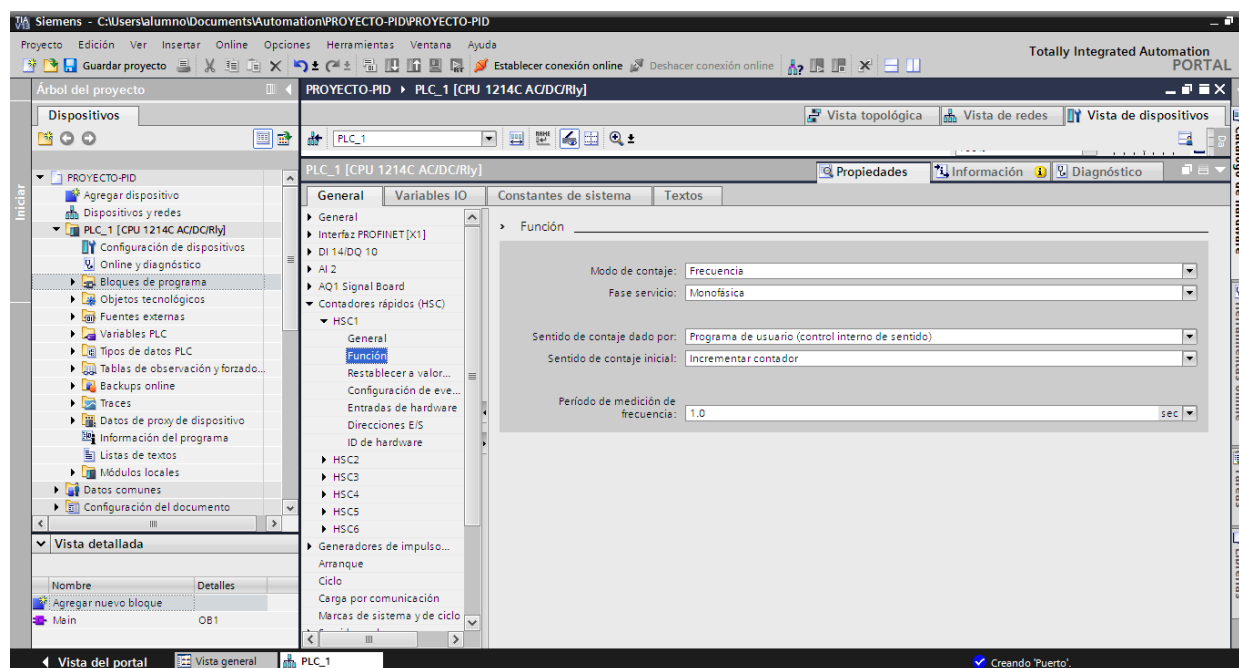 Siemens - C:\Users\alumno\Documents\Automation\PROYECTO-PID\PROYECTO-PID
Proyecto Edición Ver Insertar Online Opciones Herramientas Ventana Ayuda
Totally Integrated Automation
PORTAL
Guardar proyecto
Establecer conexión online
Deshacer conexión online
Árbol del proyecto
PROYECTO-PID PLC_1 [CPU 1214C AC/DC/Rly]
Dispositivos
Vista topológica
Vista de redes
Vista de dispositivos
PLC_1
Iniciar
PROYECTO-PID
Agregar dispositivo
Dispositivos y redes
PLC_1 [CPU 1214C AC/DC/Rly]
Configuración de dispositivos
Online y diagnóstico
Bloques de programa
Objetos tecnológicos
Fuentes externas
Variables PLC
Tipos de datos PLC
Tablas de observación y forzado...
Backups online
Traces
Datos de proxy de dispositivo
Información del programa
Listas de textos
Módulos locales
Datos comunes
Configuración del documento
Vista detallada
Nombre Detalles
Agregar nuevo bloque
Main OB1
PLC_1 [CPU 1214C AC/DC/Rly]
Propiedades
Información
Diagnóstico
General
Variables IO
Constantes de sistema
Textos
General
Interfaz PROFINET [X1]
DI 14/DQ 10
AI 2
AQ1 Signal Board
Contadores rápidos (HSC)
HSC1
General
Función
Restablecer a valor...
Configuración de eve...
Entradas de hardware
Direcciones E/S
ID de hardware
HSC2
HSC3
HSC4
HSC5
HSC6
Generadores de impulso...
Arranque
Ciclo
Carga por comunicación
Marcas de sistema y de ciclo
Función
Modo de contaje: Frecuencia
Fase servicio: Monofásica
Sentido de contaje dado por: Programa de usuario (control interno de sentido)
Sentido de contaje inicial: Incrementar contador
Período de medición de
frecuencia: 1.0 sec
Vista del portal
Vista general
PLC_1
Creando 'Puerto'.